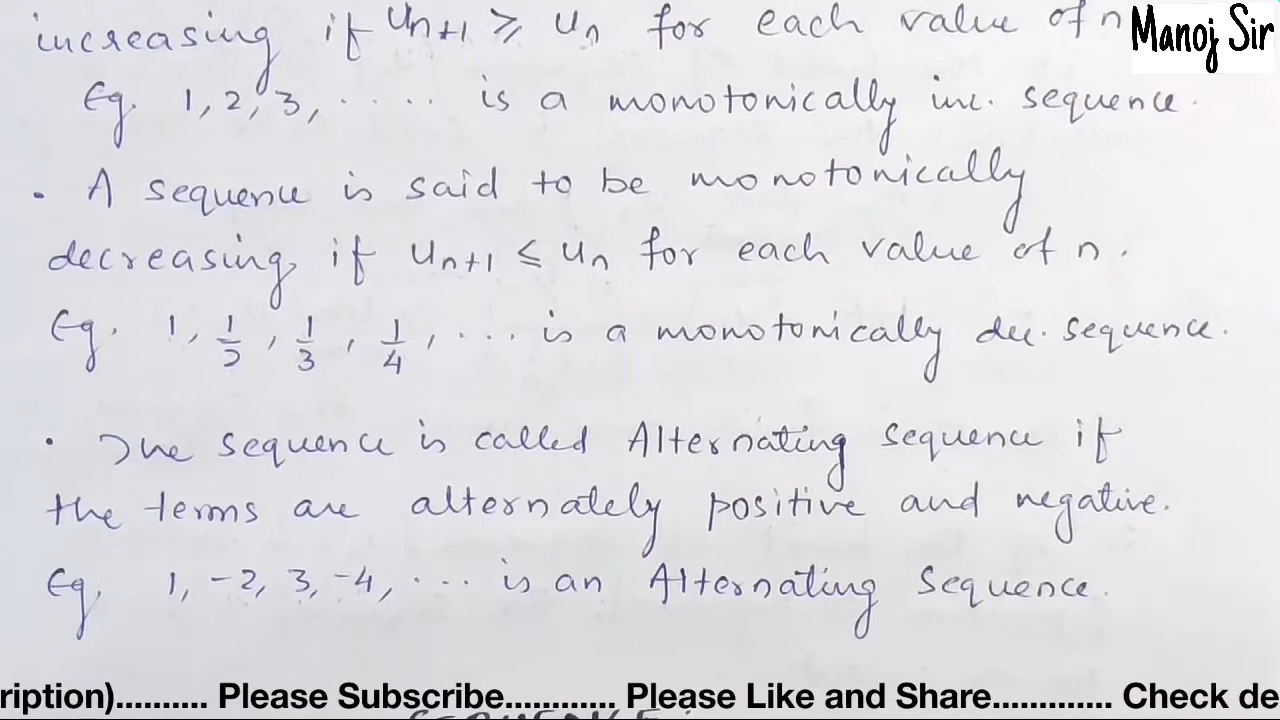 increasing if Un+1 ≥ Un for each value of n
Manoj Sir
Eg. 1, 2, 3, ..... is a monotonically inc. sequence.
• A sequence is said to be monotonically
decreasing, if Un+1 ≤ Un for each value of n.
Eg. 1, 1/2, 1/3, 1/4, ... is a monotonically dec. sequence.
• The sequence is called Alternating sequence if
the terms are alternately positive and negative.
Eg. 1, -2, 3, -4, .... is an Alternating Sequence.
ription).......... Please Subscribe............ Please Like and Share............. Check de